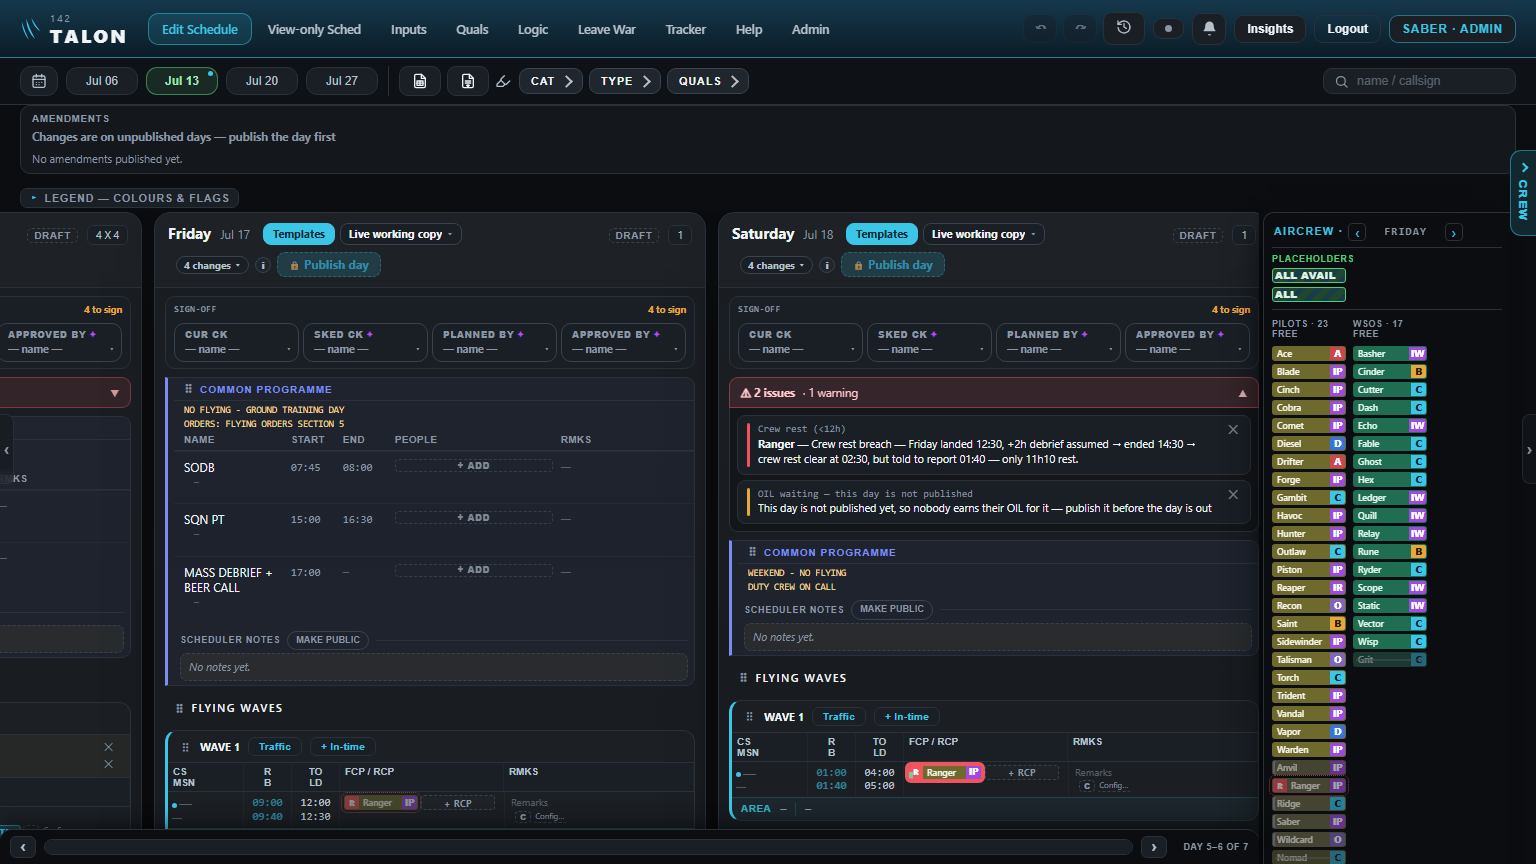 142
TALON
Edit Schedule
View-only Sched
Inputs
Quals
Logic
Leave War
Tracker
Help
Admin
Insights
Logout
SABER · ADMIN
Jul 06
Jul 13
Jul 20
Jul 27
CAT
TYPE
QUALS
name / callsign
AMENDMENTS
Changes are on unpublished days — publish the day first
No amendments published yet.
LEGEND — COLOURS & FLAGS
CREW
DRAFT
4 X 4
4 to sign
APPROVED BY
— name —
KS
Friday Jul 17
Templates
Live working copy
DRAFT
1
4 changes
i
Publish day
SIGN-OFF
4 to sign
CUR CK
— name —
SKED CK
— name —
PLANNED BY
— name —
APPROVED BY
— name —
COMMON PROGRAMME
NO FLYING - GROUND TRAINING DAY
ORDERS: FLYING ORDERS SECTION 5
NAME START END PEOPLE RMKS
SODB 07:45 08:00 + ADD —
—
SQN PT 15:00 16:30 + ADD —
—
MASS DEBRIEF + BEER CALL 17:00 — + ADD —
—
SCHEDULER NOTES
MAKE PUBLIC
No notes yet.
FLYING WAVES
WAVE 1
Traffic
+ In-time
CS R TO FCP / RCP RMKS
MSN B LD
— 09:00 12:00 R Ranger IP + RCP Remarks
— 09:40 12:30 C Config...
Saturday Jul 18
Templates
Live working copy
DRAFT
1
4 changes
i
Publish day
SIGN-OFF
4 to sign
CUR CK
— name —
SKED CK
— name —
PLANNED BY
— name —
APPROVED BY
— name —
2 issues · 1 warning
Crew rest (<12h)
Ranger — Crew rest breach — Friday landed 12:30, +2h debrief assumed → ended 14:30 →
crew rest clear at 02:30, but told to report 01:40 — only 11h10 rest.
OIL waiting — this day is not published
This day is not published yet, so nobody earns their OIL for it — publish it before the day is out
COMMON PROGRAMME
WEEKEND - NO FLYING
DUTY CREW ON CALL
SCHEDULER NOTES
MAKE PUBLIC
No notes yet.
FLYING WAVES
WAVE 1
Traffic
+ In-time
CS R TO FCP / RCP RMKS
MSN B LD
— 01:00 04:00 R Ranger IP + RCP Remarks
— 01:40 05:00 C Config...
AREA — —
AIRCREW ·
FRIDAY
PLACEHOLDERS
ALL AVAIL
ALL
PILOTS · 23 FREE
WSOS · 17 FREE
Ace A
Blade IP
Cinch IP
Cobra IP
Comet IP
Diesel D
Drifter A
Forge IP
Gambit C
Havoc IP
Hunter IP
Outlaw C
Piston IP
Reaper IR
Recon O
Saint B
Sidewinder IP
Talisman O
Torch C
Trident IP
Vandal IP
Vapor D
Warden IP
Anvil IP
R Ranger IP
Ridge C
Saber IP
Wildcard O
Nomad C
Basher IW
Cinder B
Cutter C
Dash C
Echo IW
Fable C
Ghost C
Hex C
Ledger IW
Quill IW
Relay IW
Rune B
Ryder C
Scope IW
Static IW
Vector C
Wisp C
Grit C
DAY 5–6 OF 7